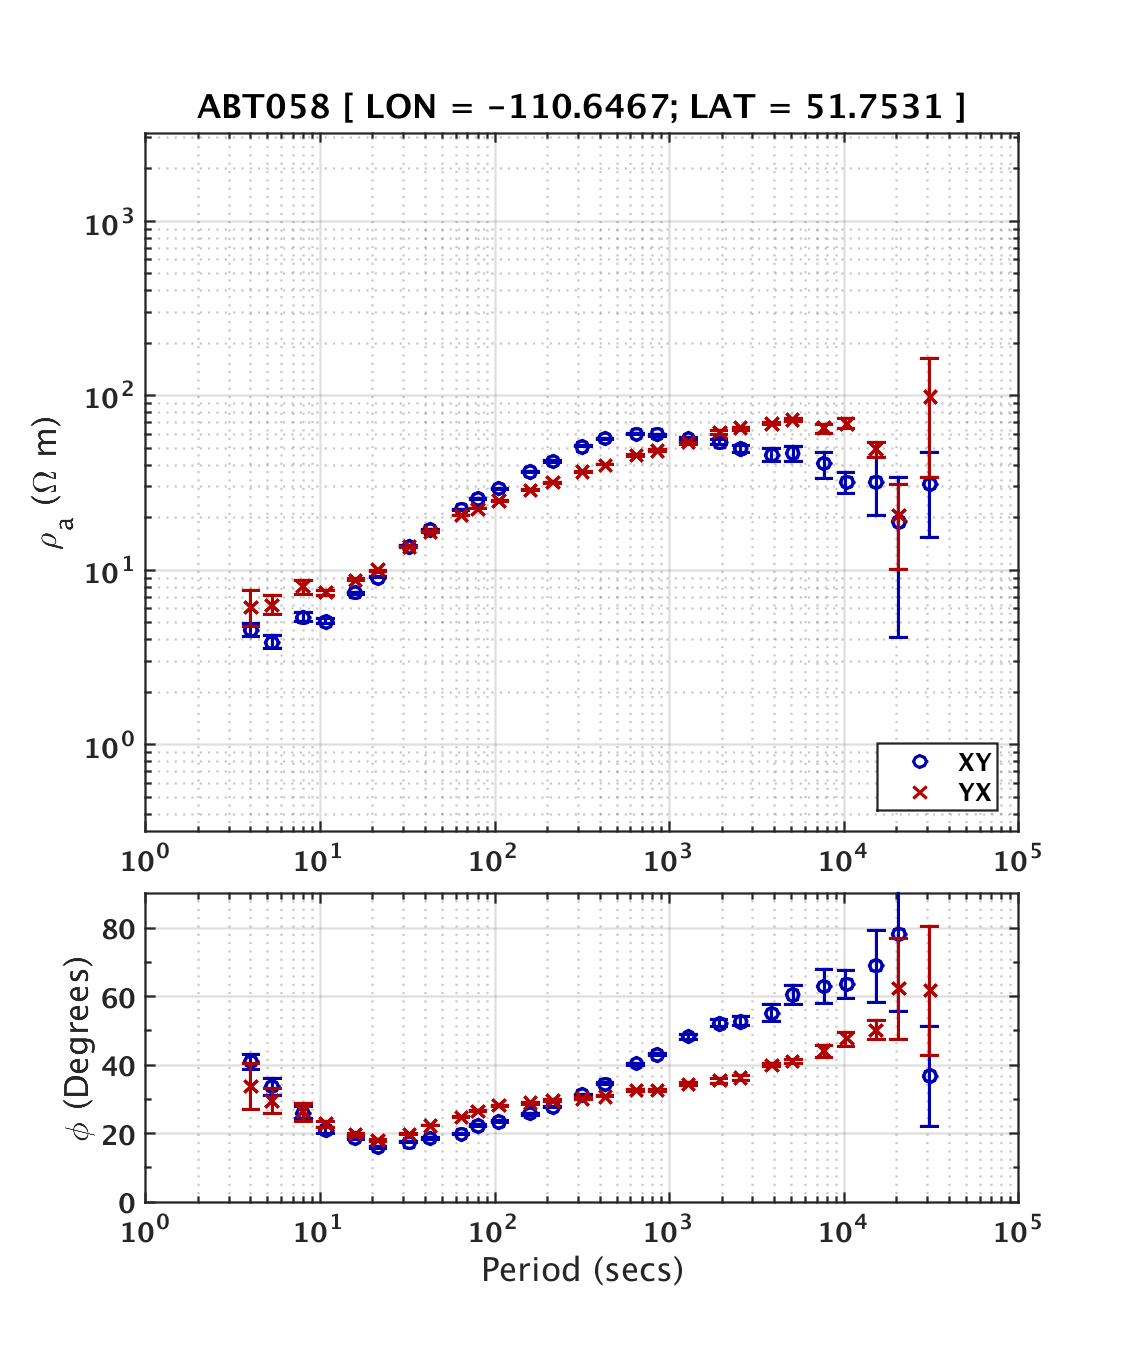 ABT058 [ LON = -110.6467; LAT = 51.7531 ]
10³
10²
10¹
10⁰
ρa (Ω m)
XY
YX
10⁰ 10¹ 10² 10³ 10⁴ 10⁵
80
60
40
20
0
ϕ (Degrees)
10⁰ 10¹ 10² 10³ 10⁴ 10⁵
Period (secs)